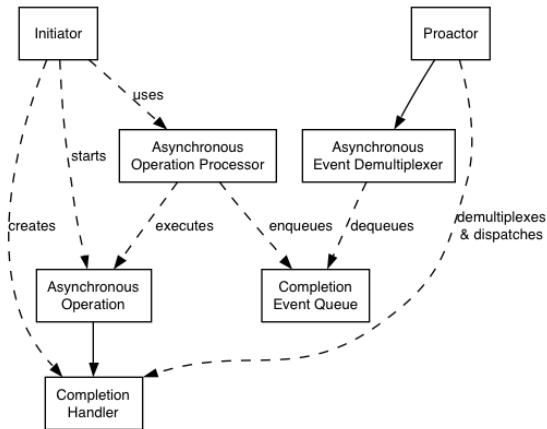 Initiator
Proactor
uses
Asynchronous
Operation Processor
Asynchronous
Event Demultiplexer
starts
creates
executes
enqueues
dequeues
demultiplexes
& dispatches
Asynchronous
Operation
Completion
Event Queue
Completion
Handler